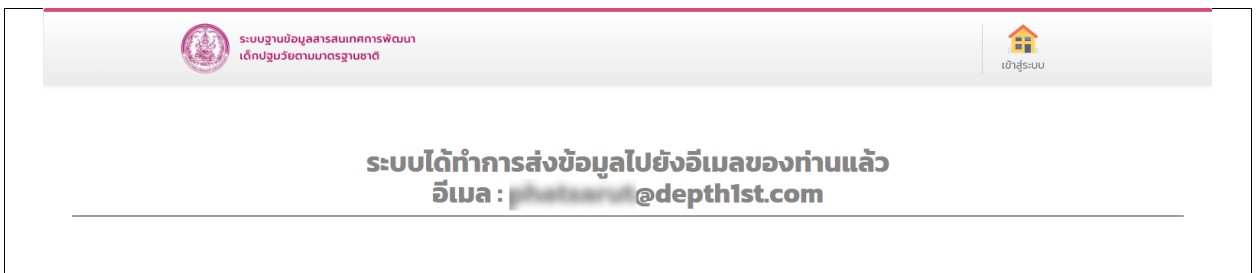 ระบบฐานข้อมูลสารสนเทศการพัฒนา
เด็กปฐมวัยตามมาตรฐานชาติ
เข้าสู่ระบบ
ระบบได้ทำการส่งข้อมูลไปยังอีเมลของท่านแล้ว
อีเมล : @depth1st.com